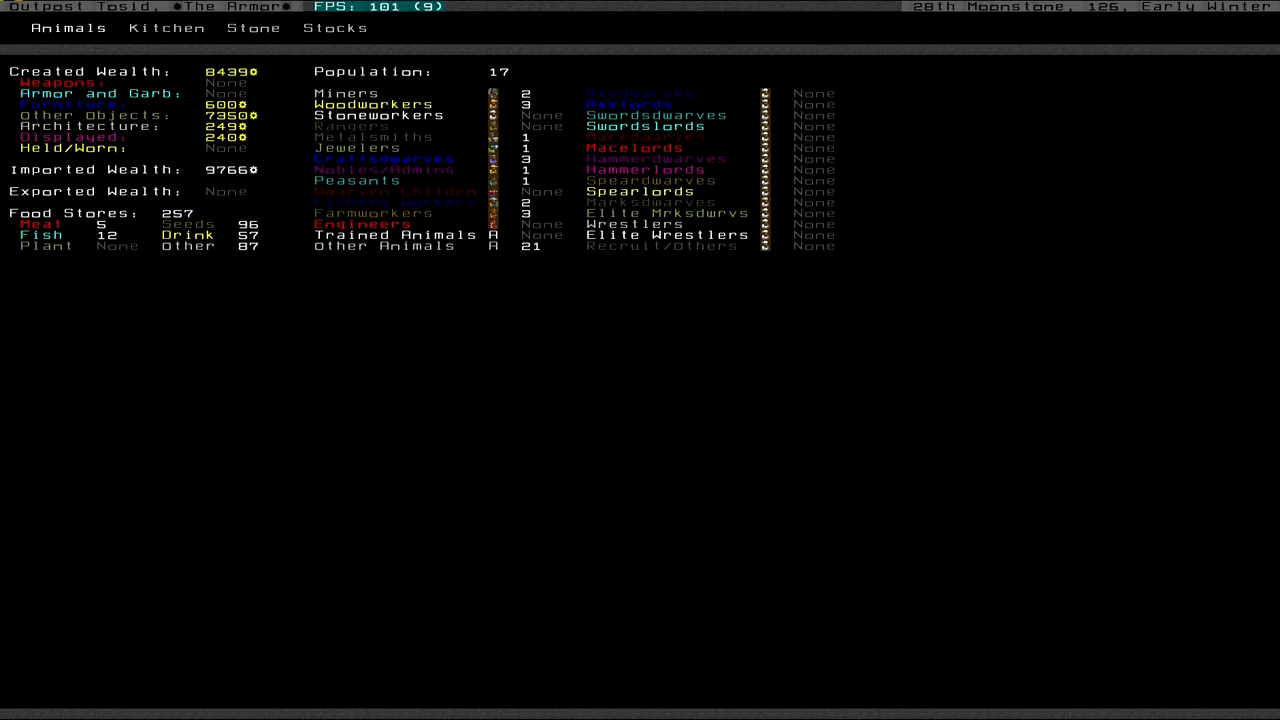 Outpost Tosid, ☼The Armor☼ FPS: 101 (9) 28th Moonstone, 126, Early Winter
Animals Kitchen Stone Stocks
Created Wealth: 8439☼ Population: 17
Weapons: None
Armor and Garb: None Miners 2 Axedwarves None
Furniture: 600☼ Woodworkers 3 Axelords None
Other Objects: 7350☼ Stoneworkers None Swordsdwarves None
Architecture: 249☼ Rangers None Swordslords None
Displayed: 240☼ Metalsmiths 1 Macedwarves None
Held/Worn: None Jewelers 1 Macelords None
Craftsdwarves 3 Hammerdwarves None
Imported Wealth: 9766☼ Nobles/Admins 1 Hammerlords None
Peasants 1 Speardwarves None
Exported Wealth: None Dwarven Children None Spearlords None
Fishery Workers 2 Marksdwarves None
Food Stores: 257 Farmworkers 3 Elite Mrksdwrvs None
Meat 5 Seeds 96 Engineers None Wrestlers None
Fish 12 Drink 57 Trained Animals A None Elite Wrestlers None
Plant None Other 87 Other Animals A 21 Recruit/Others None